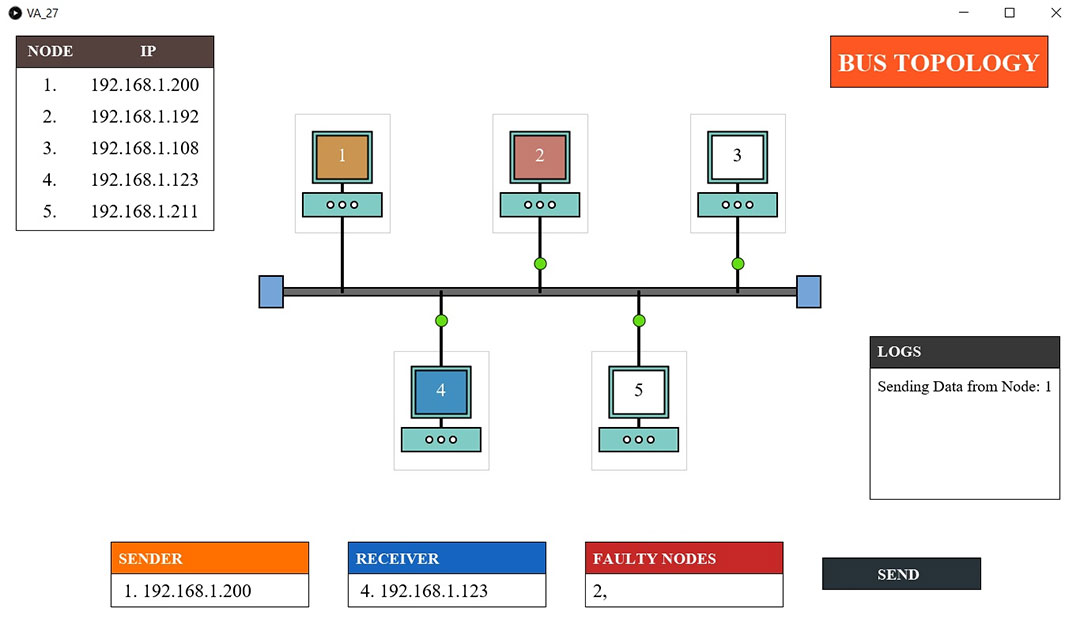 VA_27
NODE IP
1. 192.168.1.200
2. 192.168.1.192
3. 192.168.1.108
4. 192.168.1.123
5. 192.168.1.211
BUS TOPOLOGY
1
2
3
4
5
LOGS
Sending Data from Node: 1
SENDER
1. 192.168.1.200
RECEIVER
4. 192.168.1.123
FAULTY NODES
2,
SEND